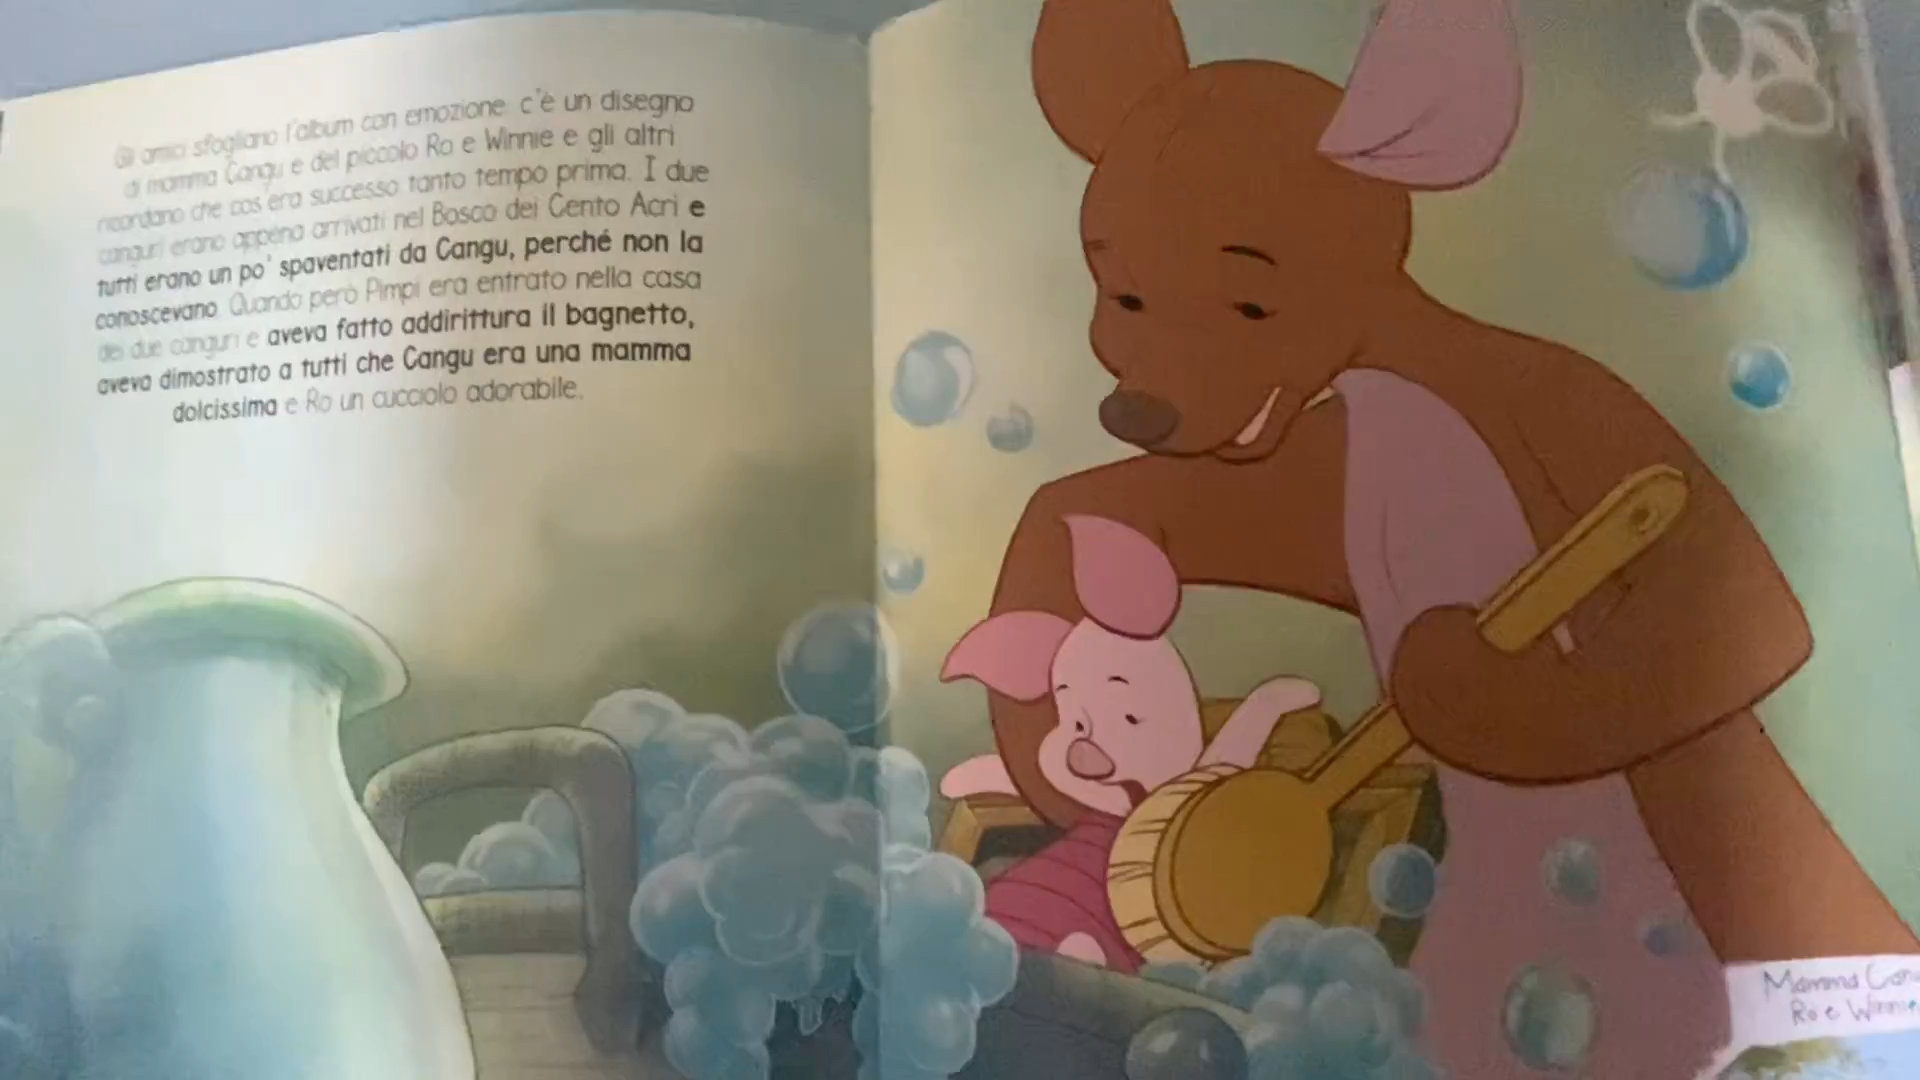 Gli amici sfogliano l'album con emozione: c'è un disegno
di mamma Cangu e del piccolo Ro e Winnie e gli altri
ricordano che cos'era successo tanto tempo prima. I due
canguri erano appena arrivati nel Bosco dei Cento Acri e
tutti erano un po' spaventati da Cangu, perché non la
conoscevano. Quando però Pimpi era entrato nella casa
dei due canguri e aveva fatto addirittura il bagnetto,
aveva dimostrato a tutti che Cangu era una mamma
dolcissima e Ro un cucciolo adorabile.
Mamma
Ro e Winnie